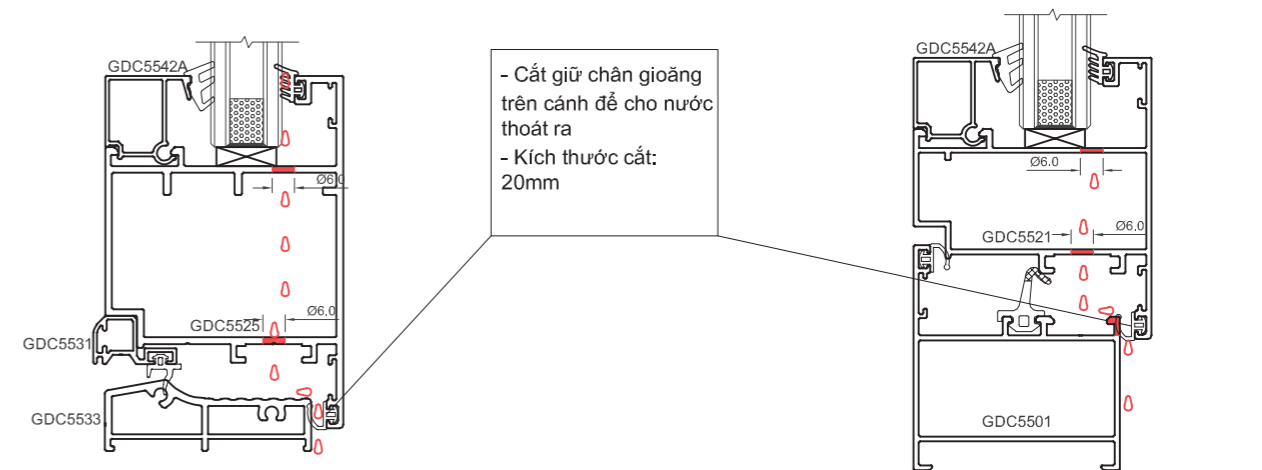 GDC5542A
Ø6.0
GDC5525
Ø6.0
GDC5531
GDC5533
- Cắt giữ chân gioăng
trên cánh để cho nước
thoát ra
- Kích thước cắt:
20mm
GDC5542A
Ø6.0
GDC5521
Ø6.0
GDC5501